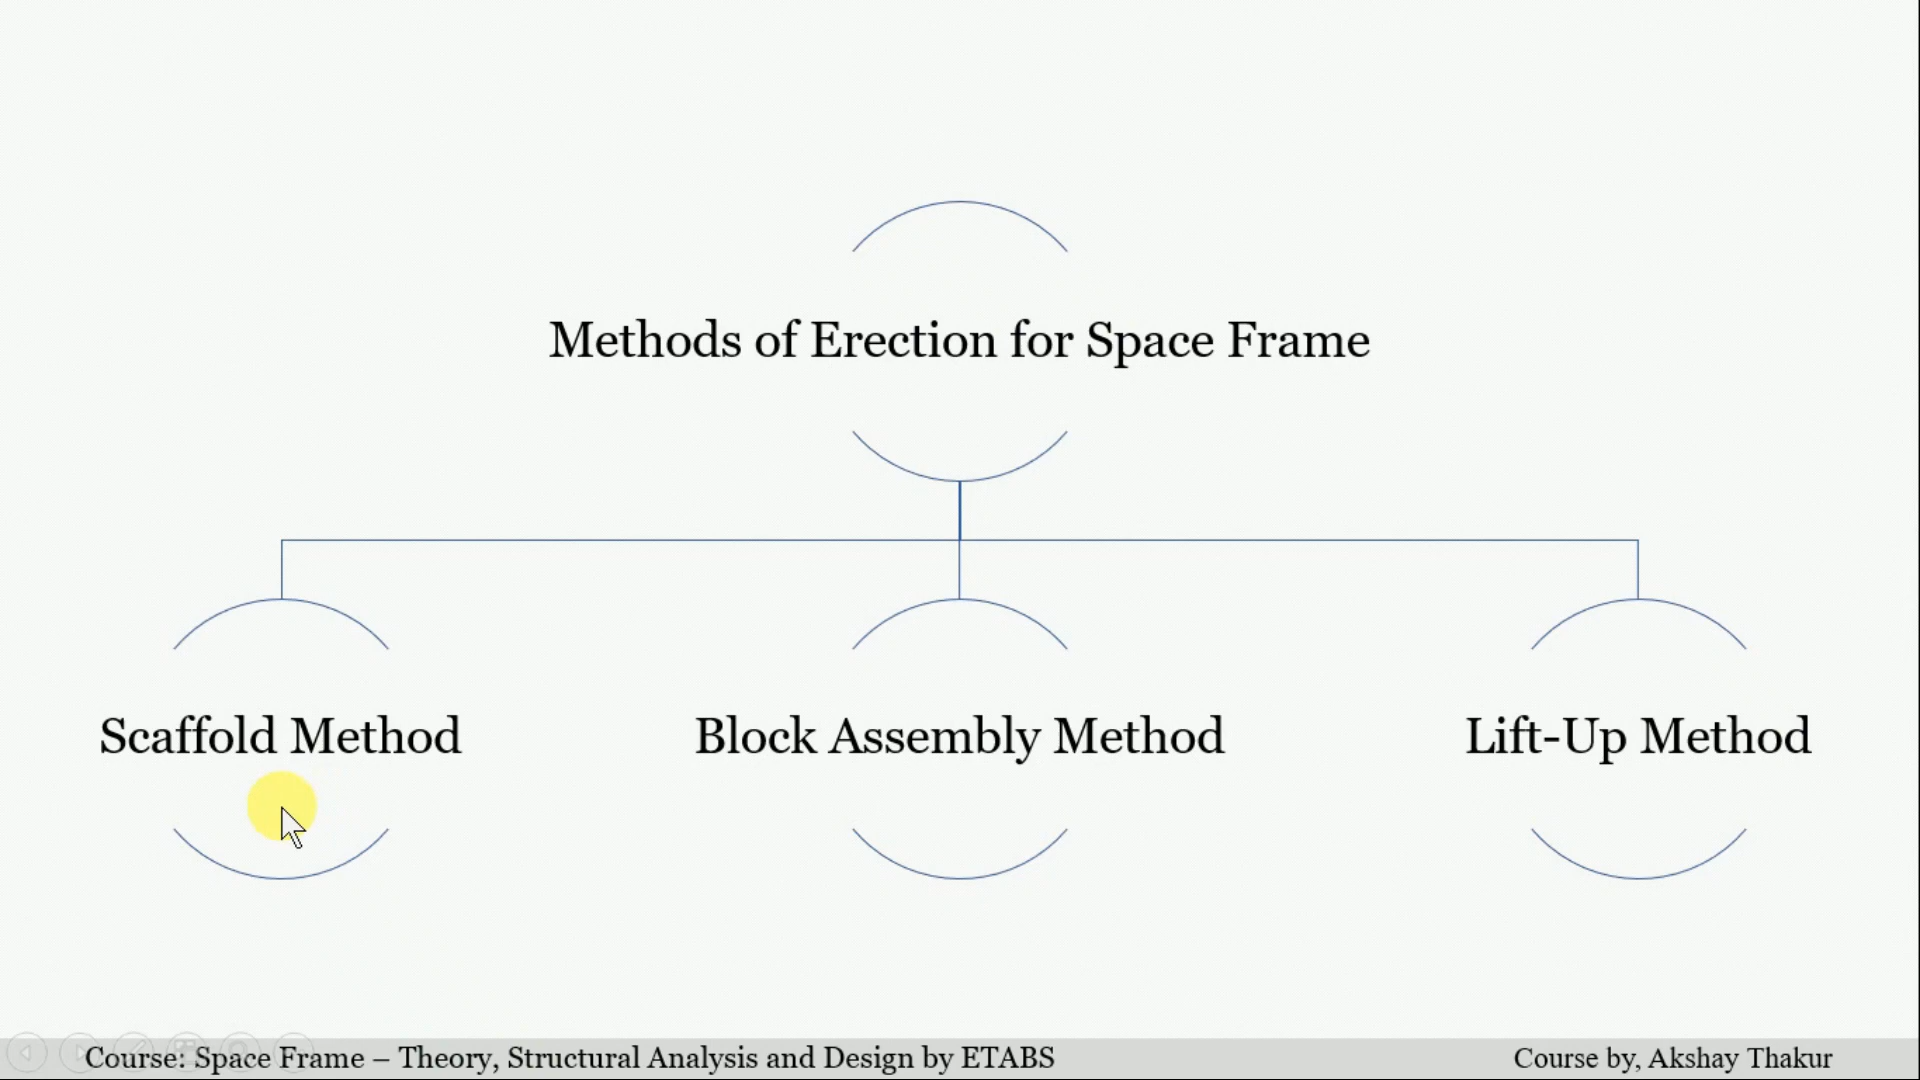 Methods of Erection for Space Frame
Scaffold Method
Block Assembly Method
Lift-Up Method
Course: Space Frame – Theory, Structural Analysis and Design by ETABS
Course by, Akshay Thakur